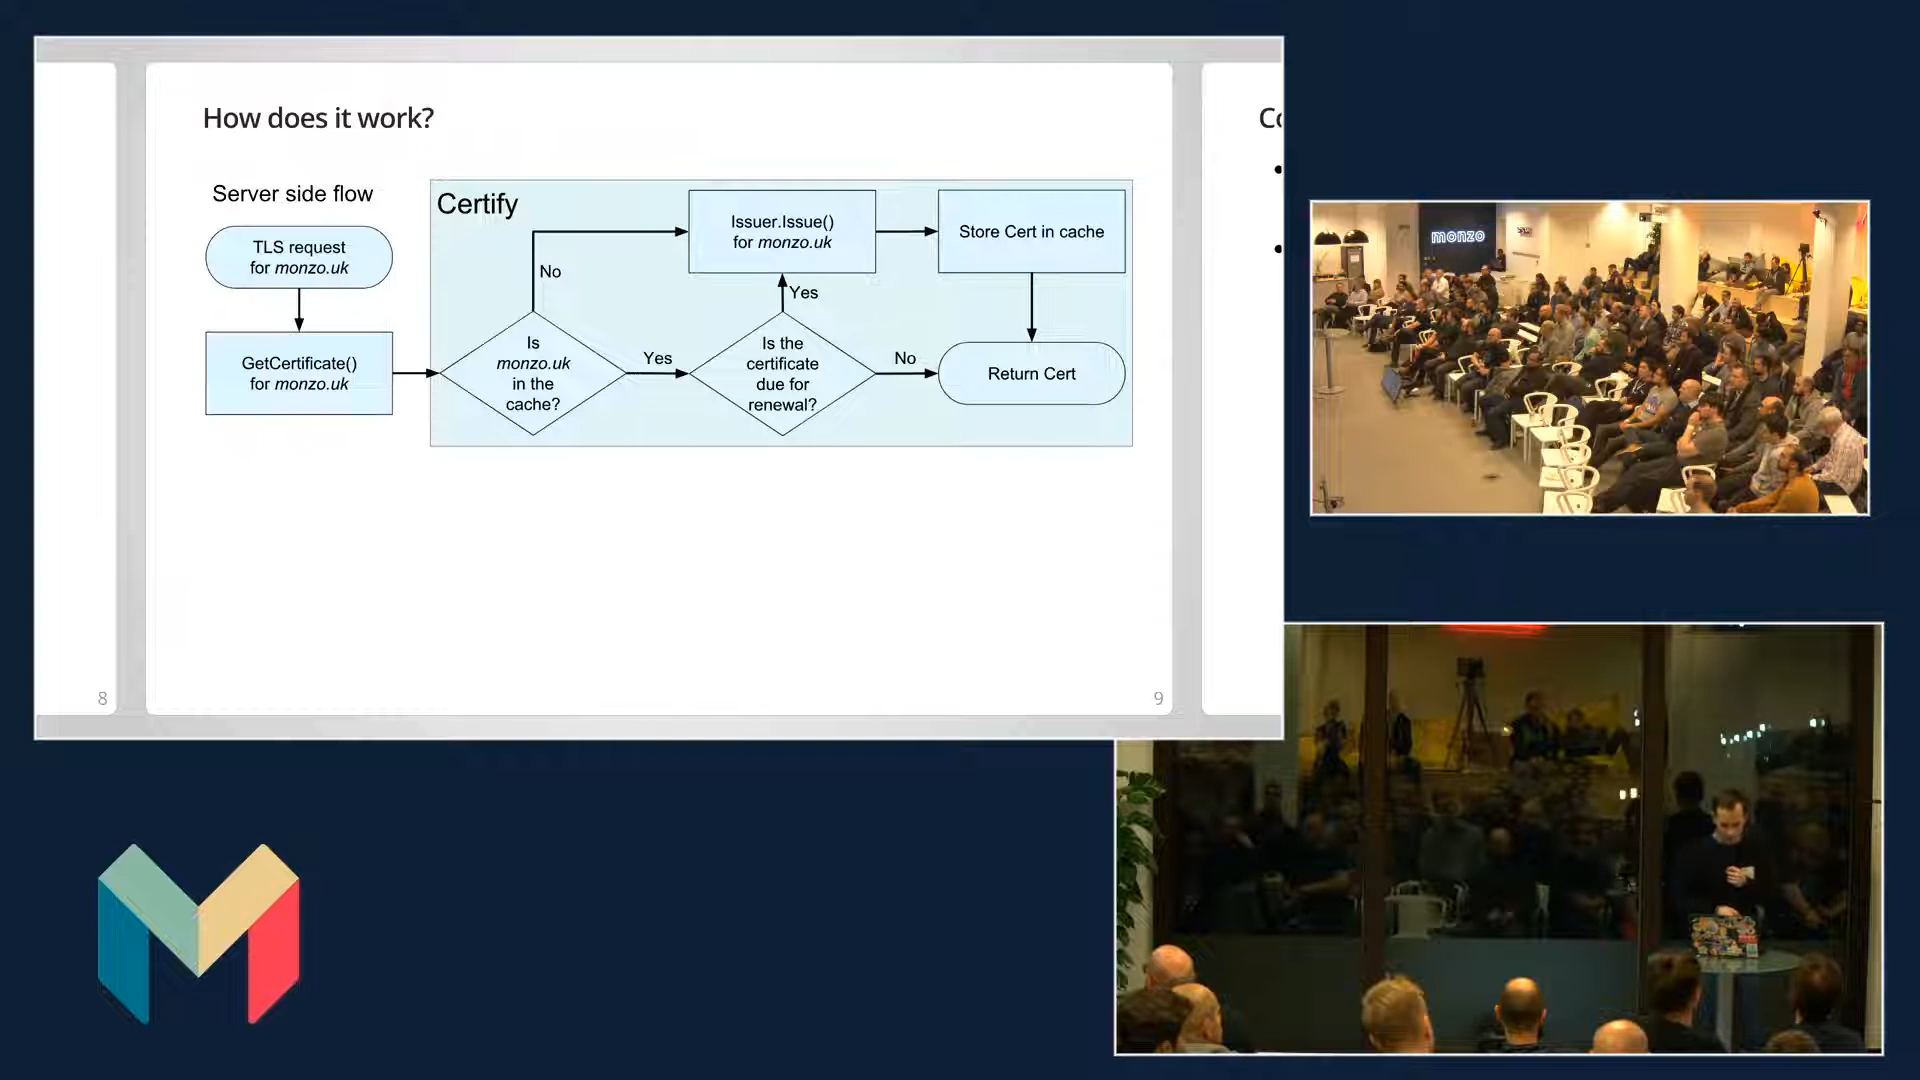 How does it work?
Server side flow
TLS request
for monzo.uk
GetCertificate()
for monzo.uk
Certify
Is
monzo.uk
in the
cache?
No
Yes
Issuer.Issue()
for monzo.uk
Yes
Is the
certificate
due for
renewal?
No
Store Cert in cache
Return Cert
8
9
monzo